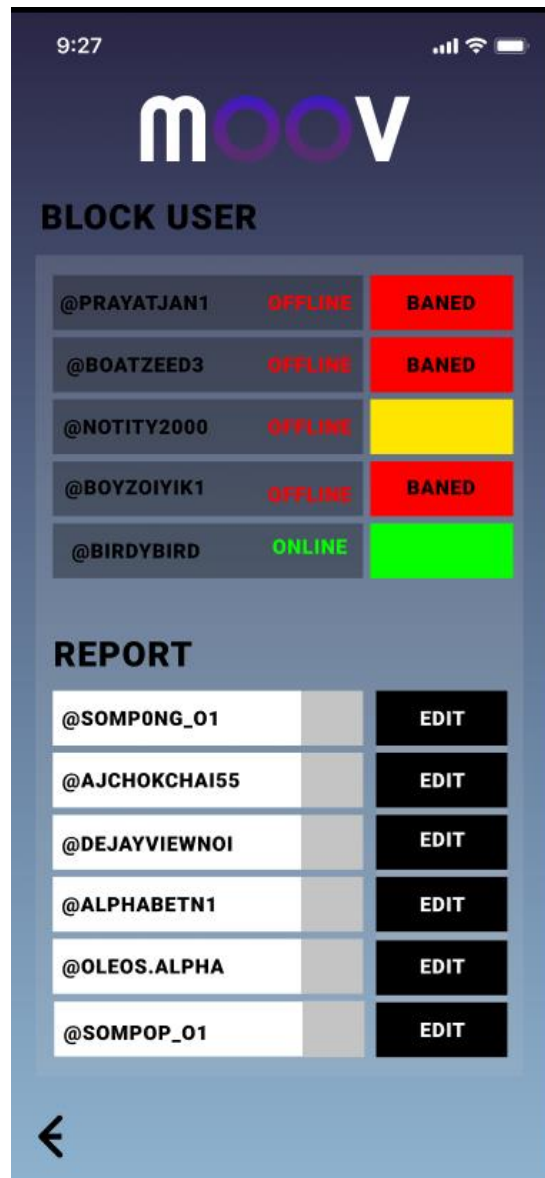 9:27
mOOV
BLOCK USER
@PRAYATJAN1 OFFLINE BANED
@BOATZEED3 OFFLINE BANED
@NOTITY2000 OFFLINE
@BOYZOIYIK1 OFFLINE BANED
@BIRDYBIRD ONLINE
REPORT
@SOMP0NG_O1 EDIT
@AJCHOKCHAI55 EDIT
@DEJAYVIEWNOI EDIT
@ALPHABETN1 EDIT
@OLEOS.ALPHA EDIT
@SOMPOP_O1 EDIT